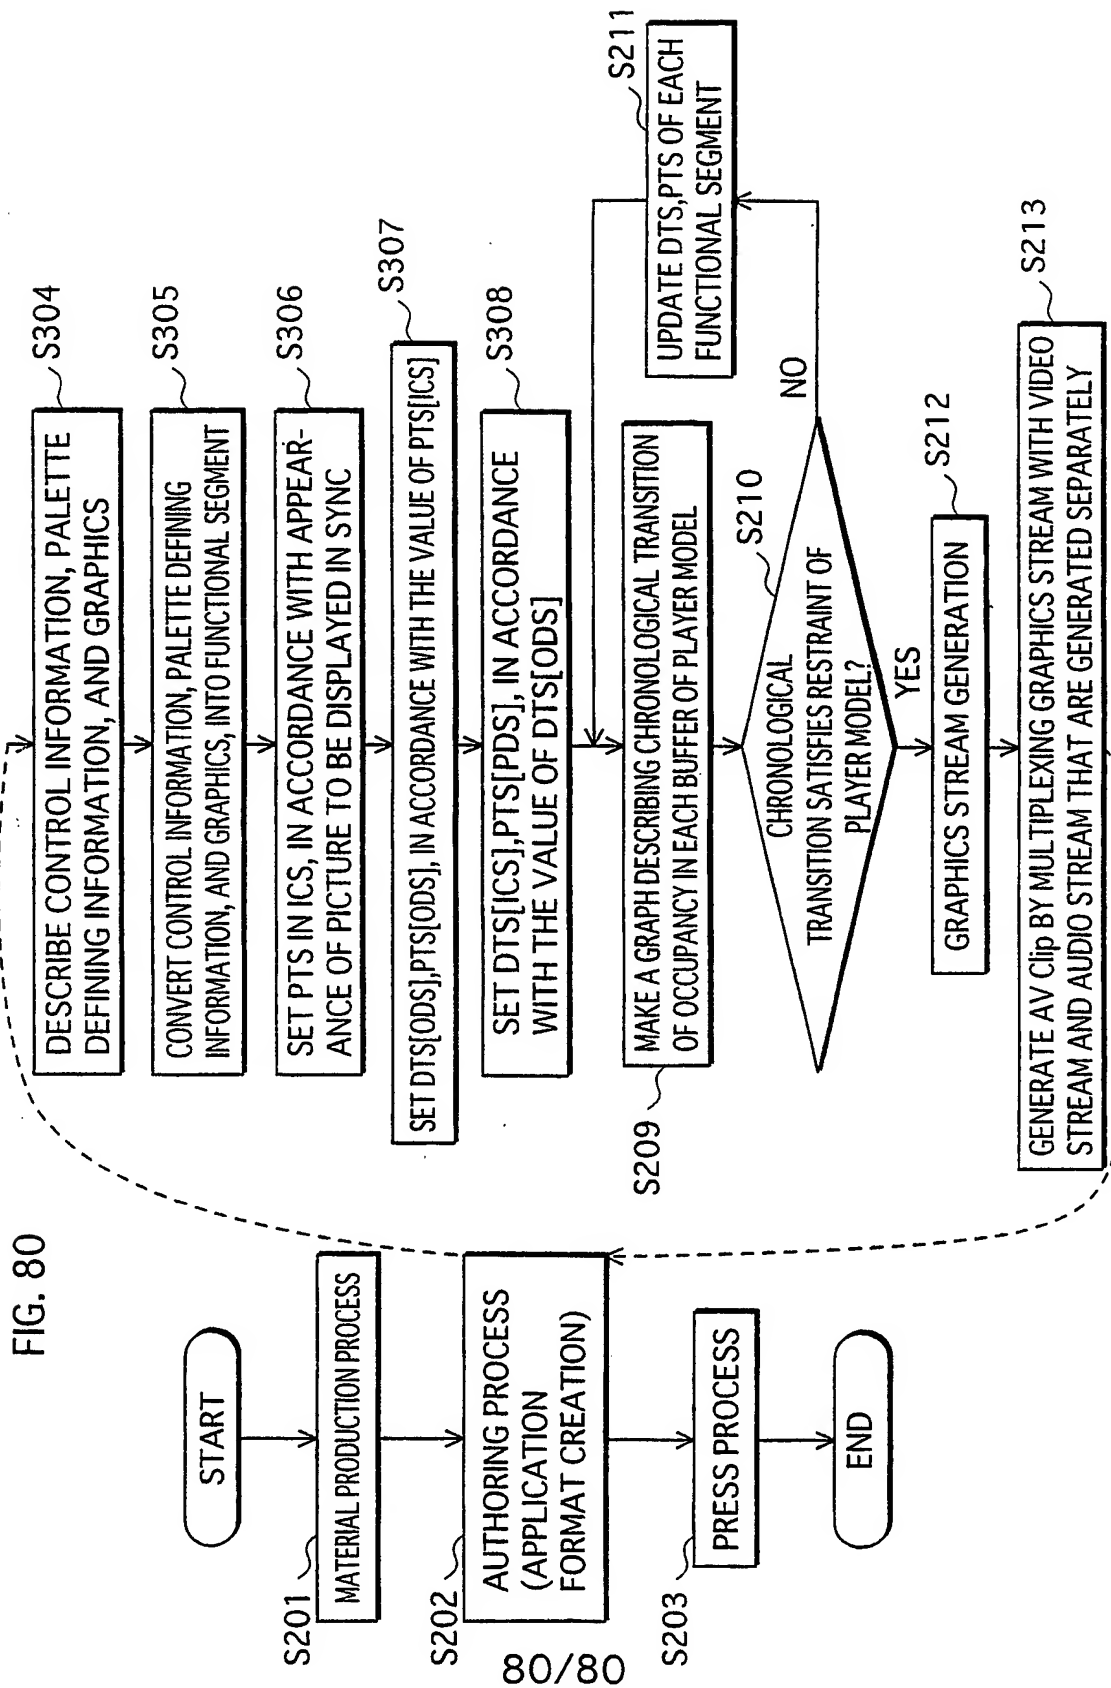 FIG. 80
START
S201
MATERIAL PRODUCTION PROCESS
S202
AUTHORING PROCESS
(APPLICATION
FORMAT CREATION)
S203
PRESS PROCESS
END
S304
DESCRIBE CONTROL INFORMATION, PALETTE
DEFINING INFORMATION, AND GRAPHICS
S305
CONVERT CONTROL INFORMATION, PALETTE DEFINING
INFORMATION, AND GRAPHICS, INTO FUNCTIONAL SEGMENT
S306
SET PTS IN ICS, IN ACCORDANCE WITH APPEAR-
ANCE OF PICTURE TO BE DISPLAYED IN SYNC
S307
SET DTS[ODS],PTS[ODS], IN ACCORDANCE WITH THE VALUE OF PTS[ICS]
S308
SET DTS[ICS],PTS[PDS], IN ACCORDANCE
WITH THE VALUE OF DTS[ODS]
S209
MAKE A GRAPH DESCRIBING CHRONOLOGICAL TRANSITION
OF OCCUPANCY IN EACH BUFFER OF PLAYER MODEL
S210
CHRONOLOGICAL
TRANSITION SATISFIES RESTRAINT OF
PLAYER MODEL?
NO
S211
UPDATE DTS,PTS OF EACH
FUNCTIONAL SEGMENT
YES
S212
GRAPHICS STREAM GENERATION
S213
GENERATE AV Clip BY MULTIPLEXING GRAPHICS STREAM WITH VIDEO
STREAM AND AUDIO STREAM THAT ARE GENERATED SEPARATELY
80/80